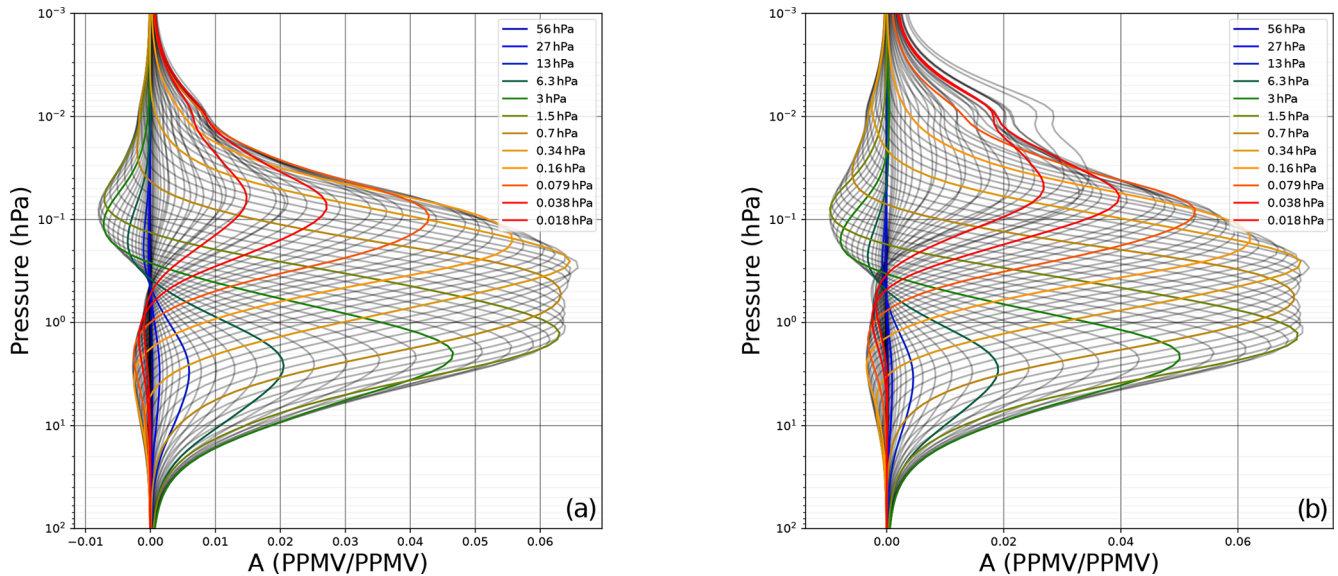 10⁻³
10⁻²
10⁻¹
10⁰
10¹
10²
Pressure (hPa)
−0.01 0.00 0.01 0.02 0.03 0.04 0.05 0.06
A (PPMV/PPMV)
56 hPa
27 hPa
13 hPa
6.3 hPa
3 hPa
1.5 hPa
0.7 hPa
0.34 hPa
0.16 hPa
0.079 hPa
0.038 hPa
0.018 hPa
(a)
10⁻³
10⁻²
10⁻¹
10⁰
10¹
10²
Pressure (hPa)
0.00 0.02 0.04 0.06
A (PPMV/PPMV)
56 hPa
27 hPa
13 hPa
6.3 hPa
3 hPa
1.5 hPa
0.7 hPa
0.34 hPa
0.16 hPa
0.079 hPa
0.038 hPa
0.018 hPa
(b)